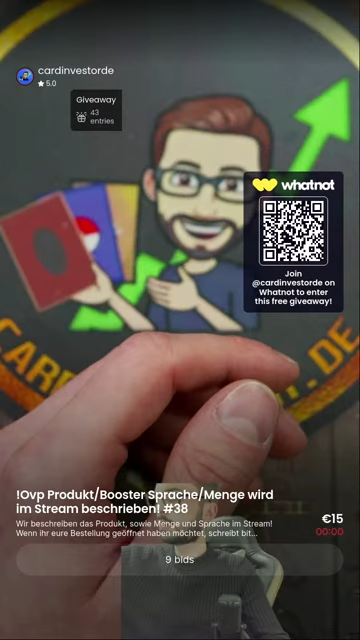 cardinvestorde
★ 5.0
Giveaway
43
entries
whatnot
Join
@cardinvestorde on
Whatnot to enter
this free giveaway!
!Ovp Produkt/Booster Sprache/Menge wird
im Stream beschrieben! #38
€15
Wir beschreiben das Produkt, sowie Menge und Sprache im Stream!
Wenn ihr eure Bestellung geöffnet haben möchtet, schreibt bit...
00:00
9 bids